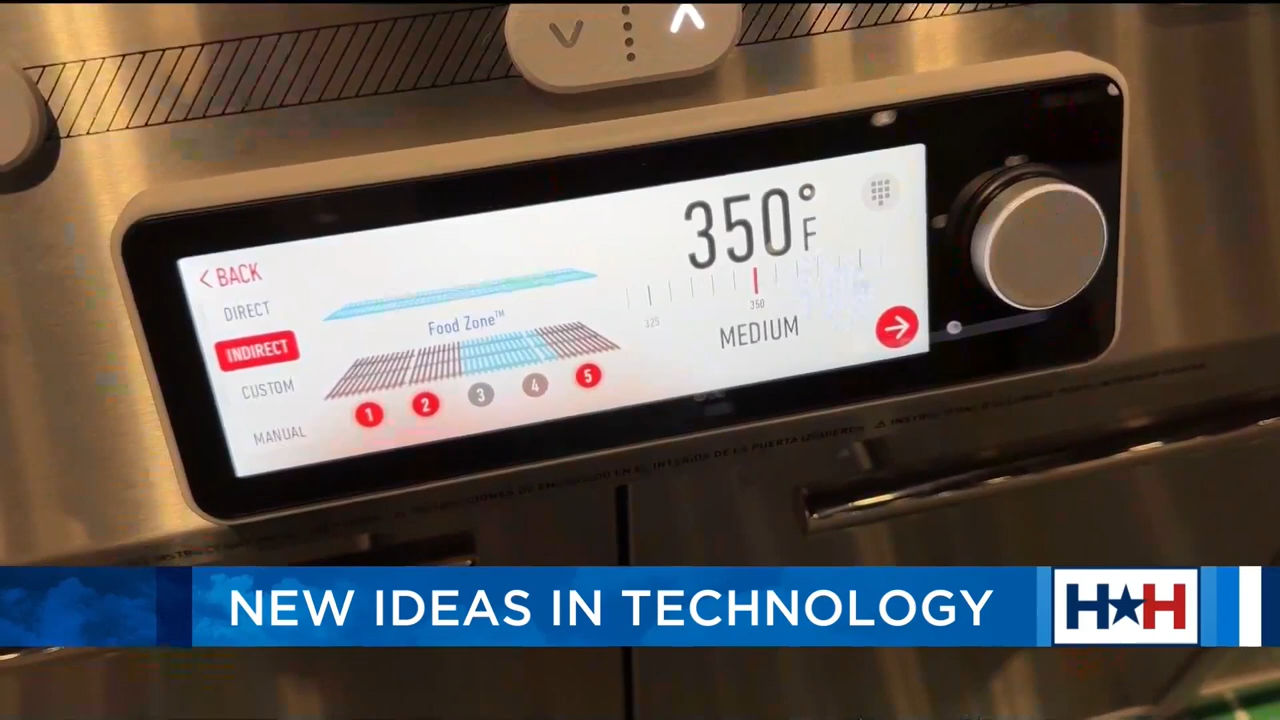 < BACK
DIRECT
INDIRECT
CUSTOM
MANUAL
Food Zone™
1 2 3 4 5
350°F
325 350
MEDIUM
NEW IDEAS IN TECHNOLOGY
H★H